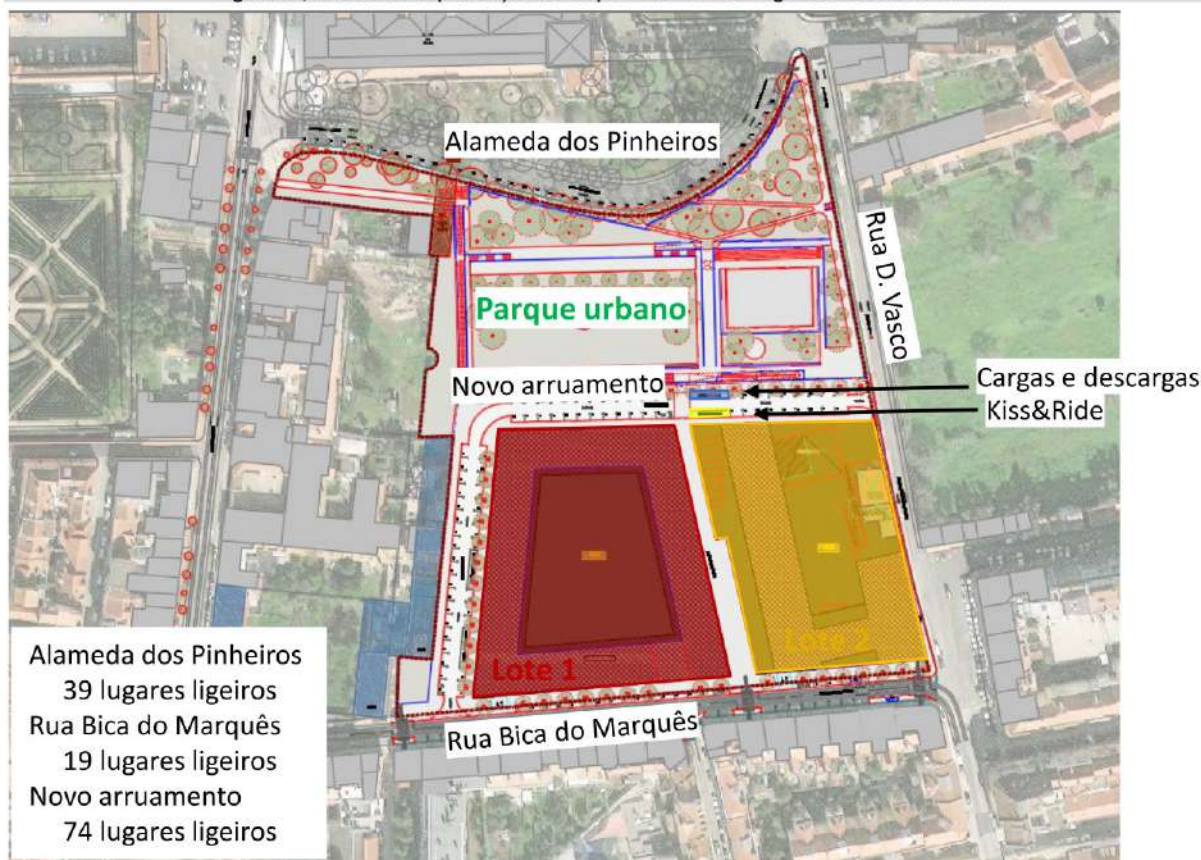 Alameda dos Pinheiros
Rua D. Vasco
Parque urbano
Novo arruamento
Cargas e descargas
Kiss&Ride
Lote 1
Lote 2
Rua Bica do Marquês
Alameda dos Pinheiros
39 lugares ligeiros
Rua Bica do Marquês
19 lugares ligeiros
Novo arruamento
74 lugares ligeiros